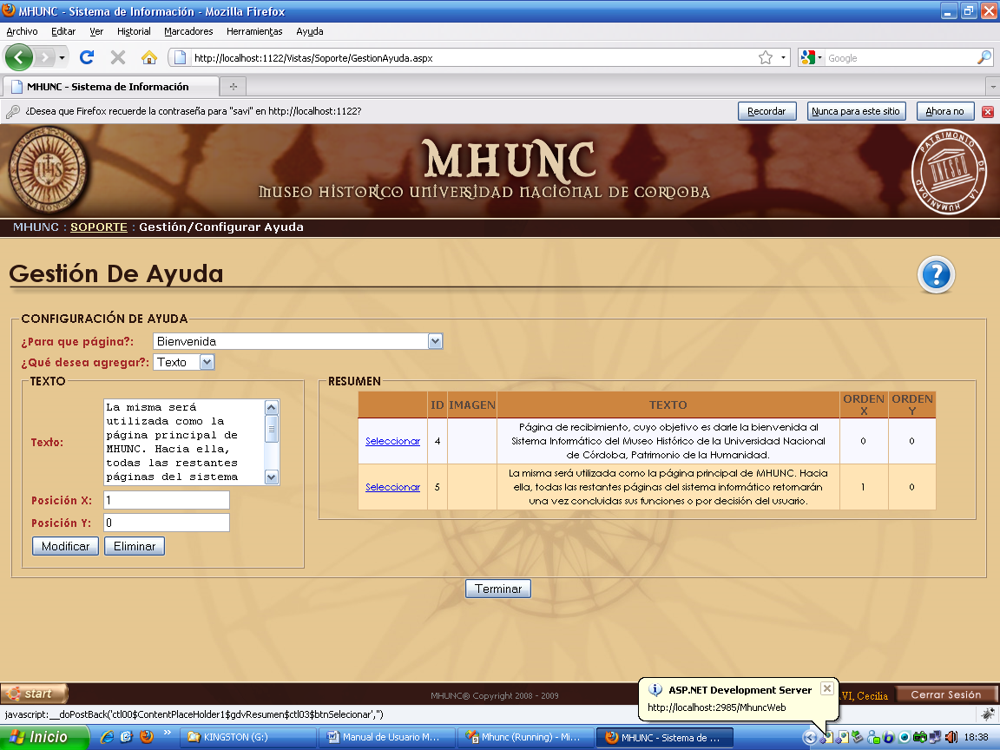 MHUNC - Sistema de Información - Mozilla Firefox
Archivo Editar Ver Historial Marcadores Herramientas Ayuda
http://localhost:1122/Vistas/Soporte/GestionAyuda.aspx
Google
MHUNC - Sistema de Información
¿Desea que Firefox recuerde la contraseña para "savi" en http://localhost:1122?
Recordar
Nunca para este sitio
Ahora no
MHUNC
MUSEO HISTORICO UNIVERSIDAD NACIONAL DE CORDOBA
PATRIMONIO DE LA HUMANIDAD
UNESCO
MHUNC : SOPORTE : Gestión/Configurar Ayuda
Gestión De Ayuda
?
CONFIGURACIÓN DE AYUDA
¿Para que página?: Bienvenida
¿Qué desea agregar?: Texto
TEXTO
Texto:
La misma será
utilizada como la
página principal de
MHUNC. Hacia ella,
todas las restantes
páginas del sistema
Posición X: 1
Posición Y: 0
Modificar Eliminar
RESUMEN
ID IMAGEN TEXTO ORDEN X ORDEN Y
Seleccionar 4 Página de recibimiento, cuyo objetivo es darle la bienvenida al
Sistema Informático del Museo Histórico de la Universidad Nacional
de Córdoba, Patrimonio de la Humanidad. 0 0
Seleccionar 5 La misma será utilizada como la página principal de MHUNC. Hacia
ella, todas las restantes páginas del sistema informático retornarán
una vez concluidas sus funciones o por decisión del usuario. 1 0
Terminar
start
MHUNC® Copyright 2008 - 2009
AVI, Cecilia
Cerrar Sesión
ASP.NET Development Server
http://localhost:2985/MhuncWeb
javascript:__doPostBack('ctl00$ContentPlaceHolder1$gdvResumen$ctl03$btnSelecionar','')
Inicio
KINGSTON (G:)
Manual de Usuario M...
Mhunc (Running) - Mi...
MHUNC - Sistema de ...
18:38